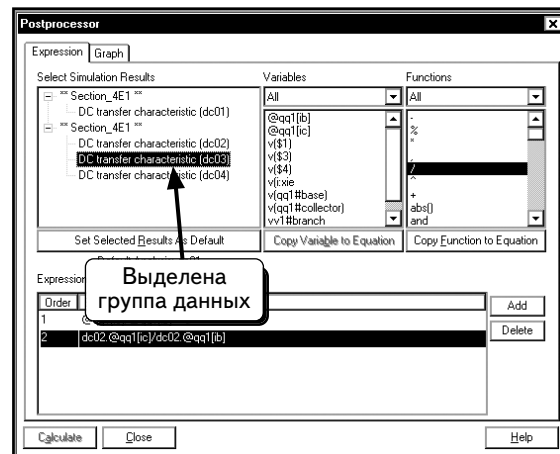 Postprocessor
Expression Graph
Select Simulation Results Variables Functions
** Section_4E1 ** All All
DC transfer characteristic (dc01)
** Section_4E1 **
DC transfer characteristic (dc02)
DC transfer characteristic (dc03)
DC transfer characteristic (dc04)
@qq1[ib]
@qq1[ic]
v($1)
v($3)
v($4)
v(i:xie
v(qq1#base)
v(qq1#collector)
vv1#branch
-
%
*
,
/
^
+
abs()
and
Set Selected Results As Default Copy Variable to Equation Copy Function to Equation
Выделена
группа данных
Expression
Order
Add
1 @
2 dc02.@qq1[ic]/dc02.@qq1[ib]
Delete
Calculate Close Help